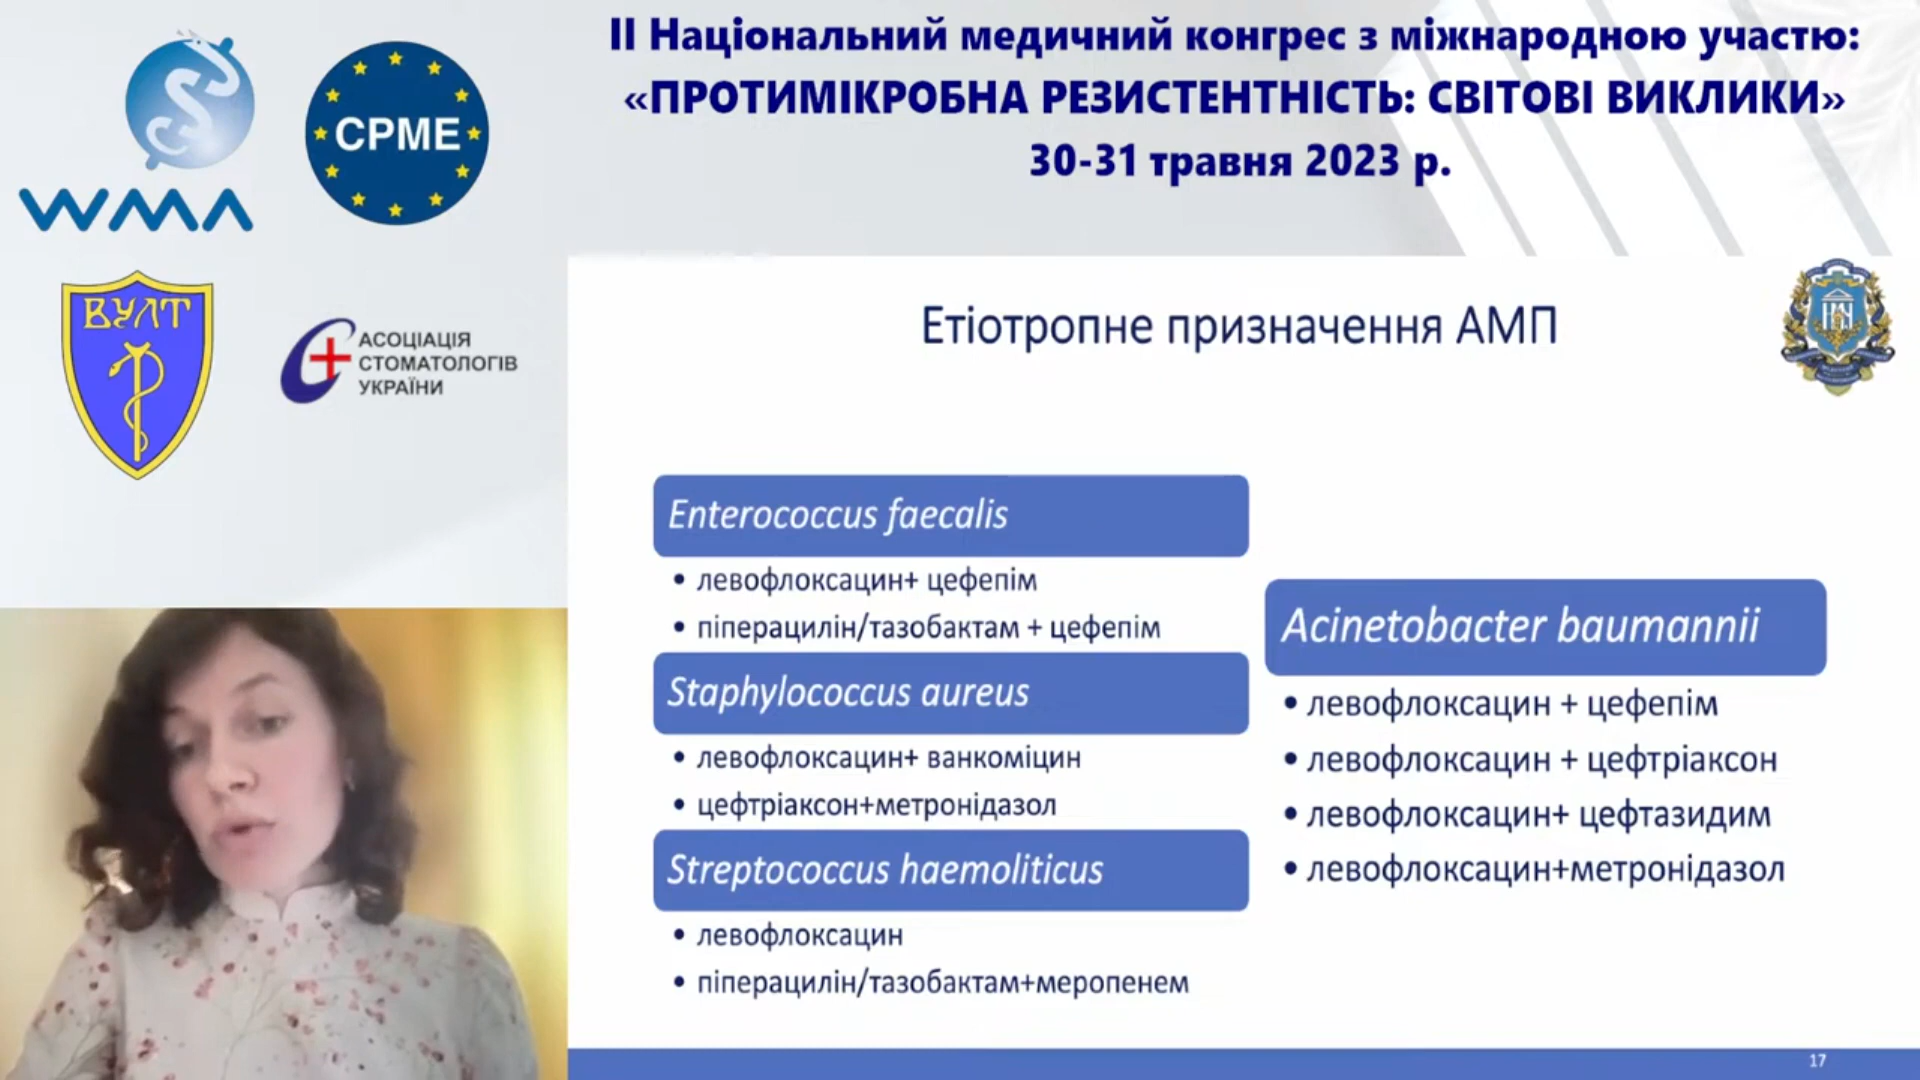 II Національний медичний конгрес з міжнародною участю:
«ПРОТИМІКРОБНА РЕЗИСТЕНТНІСТЬ: СВІТОВІ ВИКЛИКИ»
30-31 травня 2023 р.
WMA
CPME
ВУЛТ
АСОЦІАЦІЯ
СТОМАТОЛОГІВ
УКРАЇНИ
Етіотропне призначення АМП
Enterococcus faecalis
• левофлоксацин+ цефепім
• піперацилін/тазобактам + цефепім
Staphylococcus aureus
• левофлоксацин+ ванкоміцин
• цефтріаксон+метронідазол
Streptococcus haemoliticus
• левофлоксацин
• піперацилін/тазобактам+меропенем
Acinetobacter baumannii
• левофлоксацин + цефепім
• левофлоксацин + цефтріаксон
• левофлоксацин+ цефтазидим
• левофлоксацин+метронідазол
17